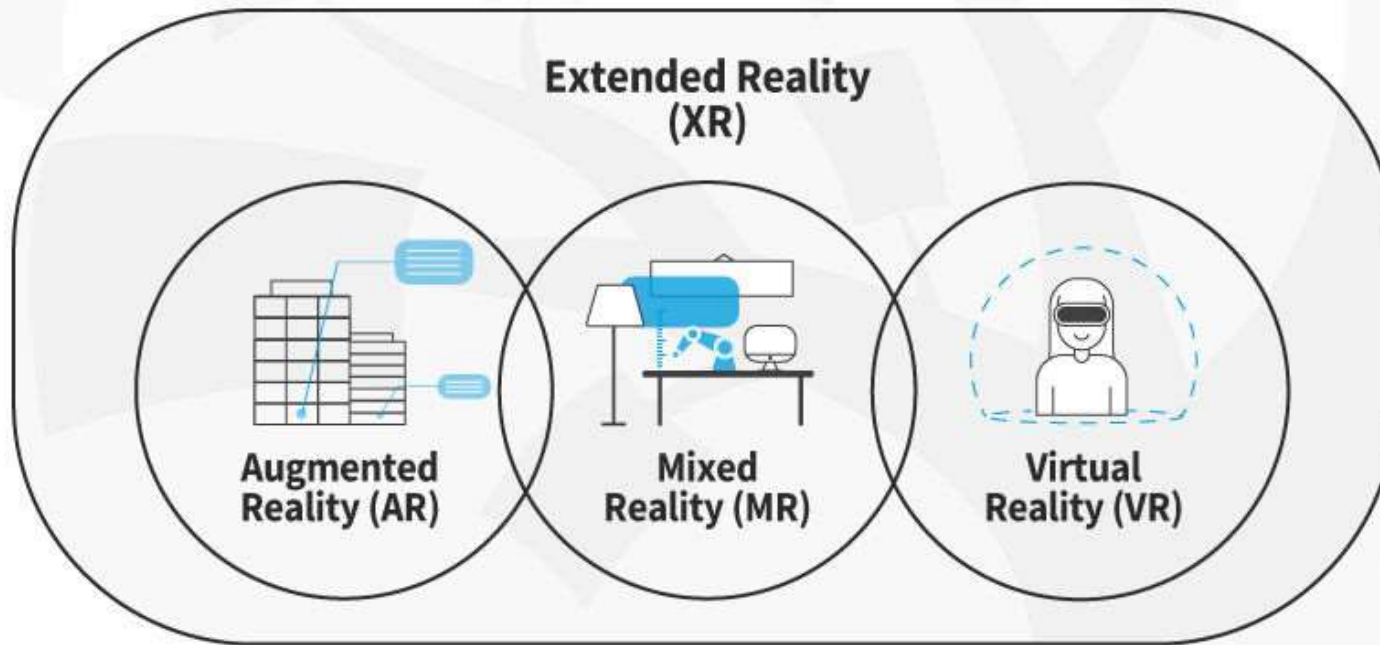 Extended Reality
(XR)
Augmented
Reality (AR)
Mixed
Reality (MR)
Virtual
Reality (VR)